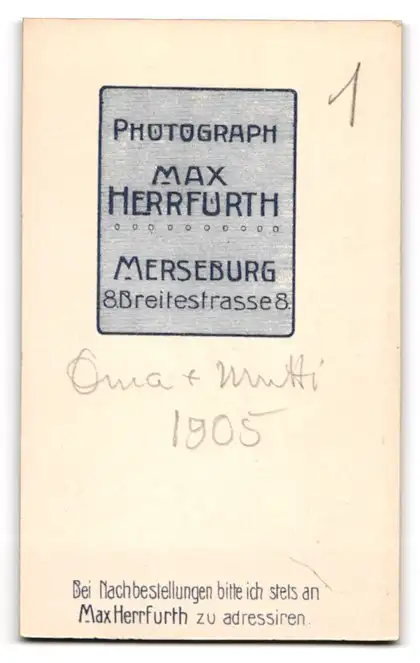 1
PHOTOGRAPH
MAX
HERRFURTH
MERSEBURG
8.Breitestrasse 8.
Oma + Mutti
1905
Bei Nachbestellungen bitte ich stets an
Max Herrfurth zu adressiren.